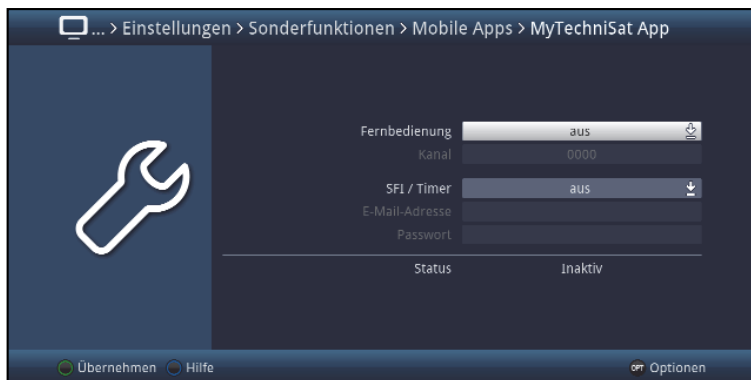 ... > Einstellungen > Sonderfunktionen > Mobile Apps > MyTechniSat App
Fernbedienung aus
Kanal 0000
SFI / Timer aus
E-Mail-Adresse
Passwort
Status Inaktiv
Übernehmen Hilfe OPT Optionen